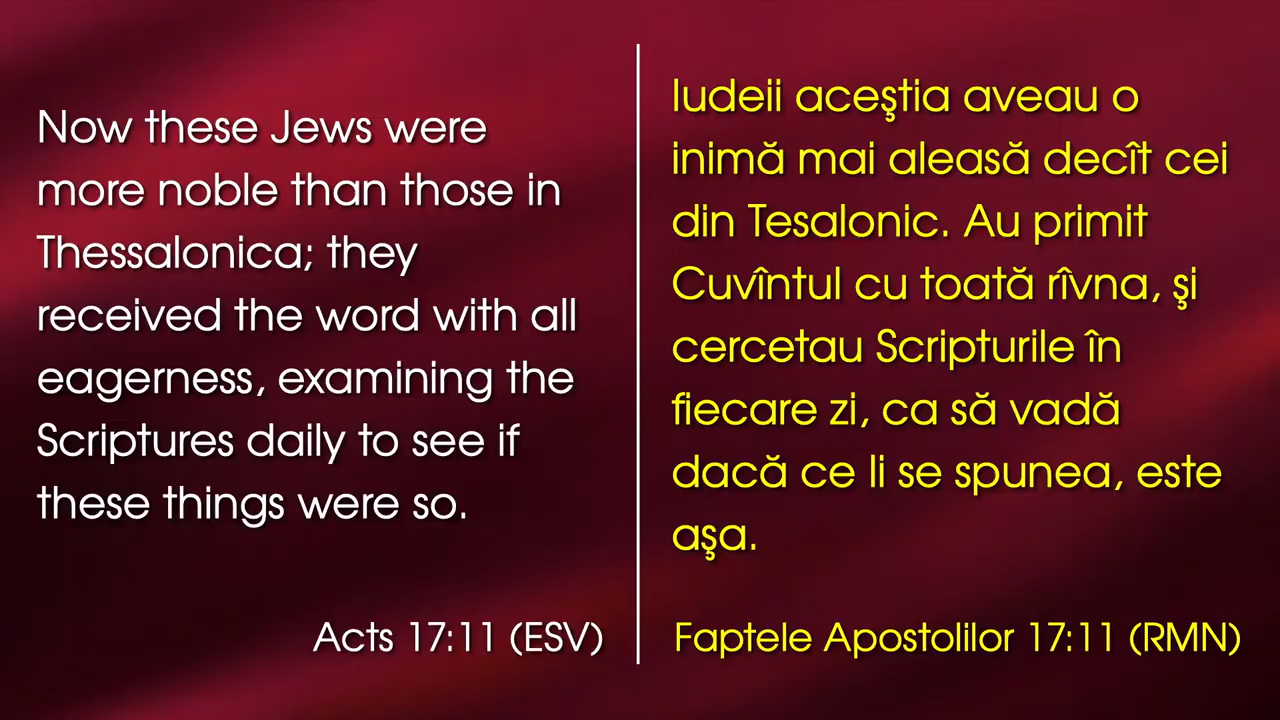 Now these Jews were
more noble than those in
Thessalonica; they
received the word with all
eagerness, examining the
Scriptures daily to see if
these things were so.
Acts 17:11 (ESV)
Iudeii aceştia aveau o
inimă mai aleasă decît cei
din Tesalonic. Au primit
Cuvîntul cu toată rîvna, şi
cercetau Scripturile în
fiecare zi, ca să vadă
dacă ce li se spunea, este
aşa.
Faptele Apostolilor 17:11 (RMN)